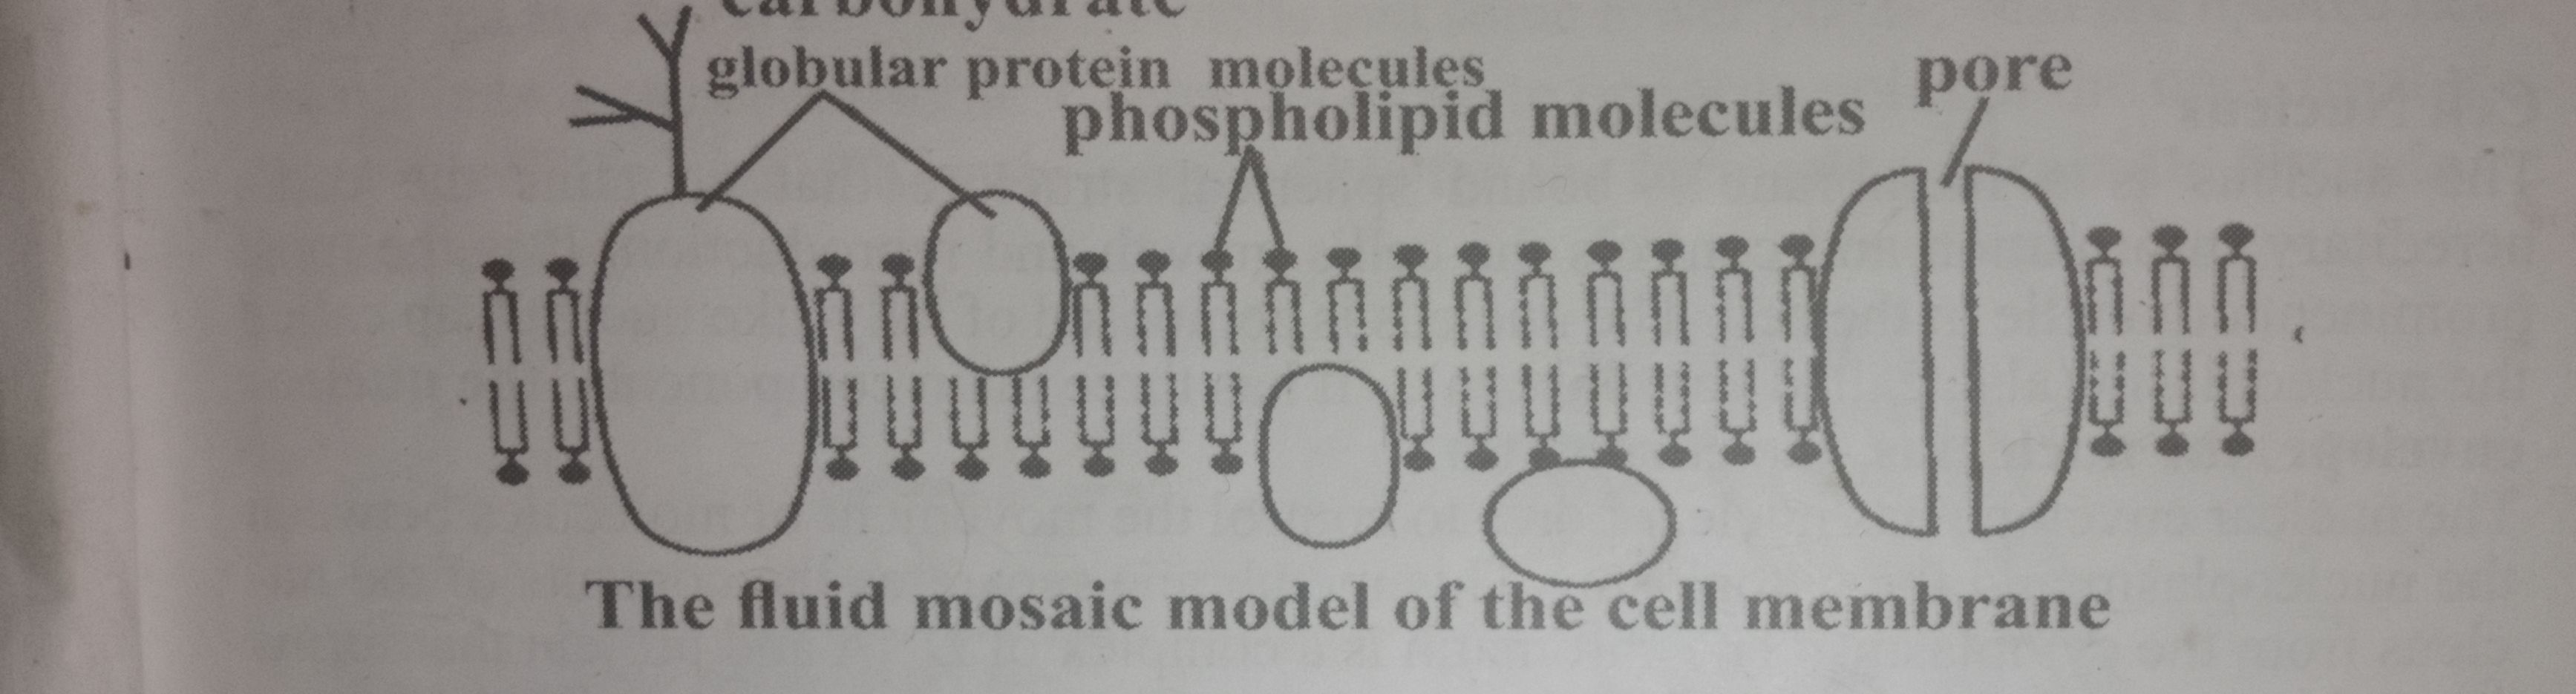 carbohydrate
globular protein molecules
phospholipid molecules
pore
The fluid mosaic model of the cell membrane